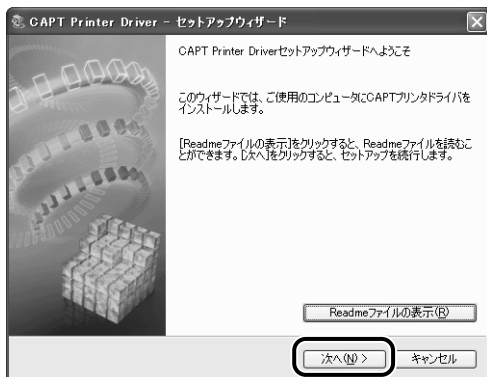 CAPT Printer Driver - セットアップウィザード
CAPT Printer Driverセットアップウィザードへようこそ
このウィザードでは、ご使用のコンピュータにCAPTプリンタドライバを
インストールします。
[Readmeファイルの表示]をクリックすると、Readmeファイルを読むこ
とができます。[次へ]をクリックすると、セットアップを続行します。
Readmeファイルの表示(R)
次へ(N) >
キャンセル